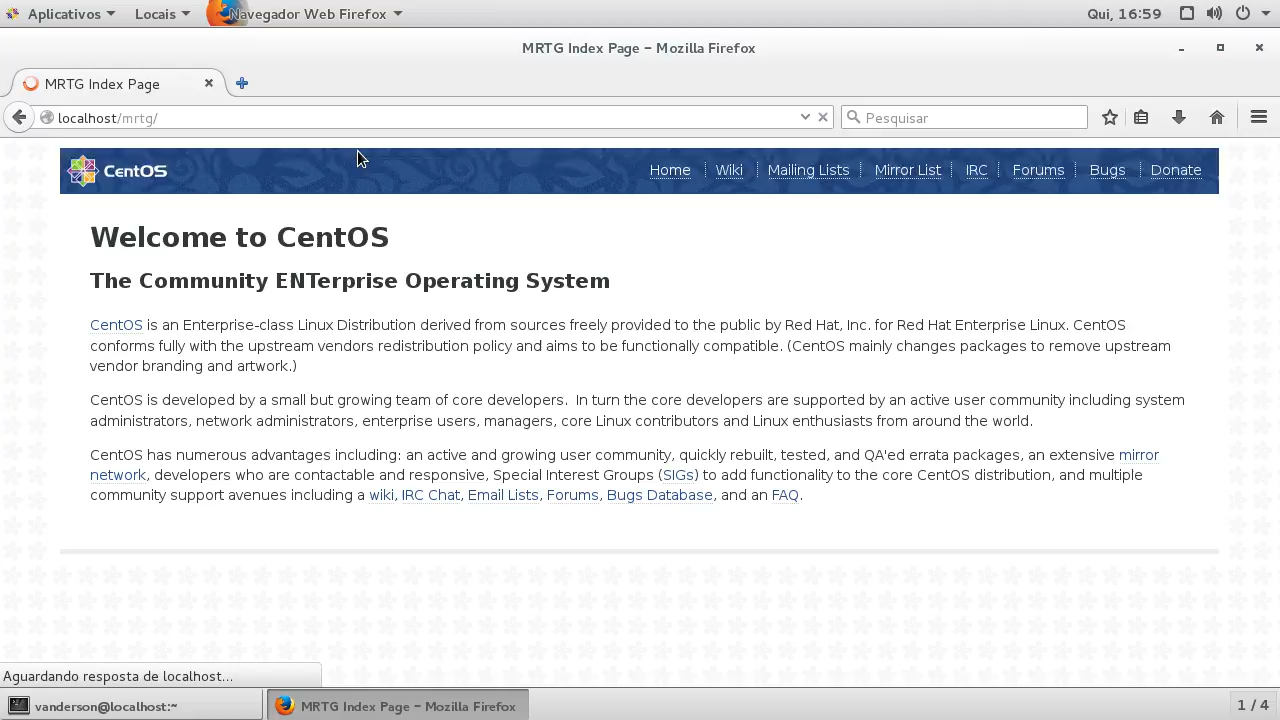 Aplicativos Locais Navegador Web Firefox Qui, 16:59
MRTG Index Page – Mozilla Firefox
MRTG Index Page
localhost/mrtg/ Pesquisar
CentOS Home Wiki Mailing Lists Mirror List IRC Forums Bugs Donate
Welcome to CentOS
The Community ENTerprise Operating System
CentOS is an Enterprise-class Linux Distribution derived from sources freely provided to the public by Red Hat, Inc. for Red Hat Enterprise Linux. CentOS
conforms fully with the upstream vendors redistribution policy and aims to be functionally compatible. (CentOS mainly changes packages to remove upstream
vendor branding and artwork.)
CentOS is developed by a small but growing team of core developers.  In turn the core developers are supported by an active user community including system
administrators, network administrators, enterprise users, managers, core Linux contributors and Linux enthusiasts from around the world.
CentOS has numerous advantages including: an active and growing user community, quickly rebuilt, tested, and QA'ed errata packages, an extensive mirror
network, developers who are contactable and responsive, Special Interest Groups (SIGs) to add functionality to the core CentOS distribution, and multiple
community support avenues including a wiki, IRC Chat, Email Lists, Forums, Bugs Database, and an FAQ.
Aguardando resposta de localhost...
vanderson@localhost:~ MRTG Index Page – Mozilla Firefox 1 / 4